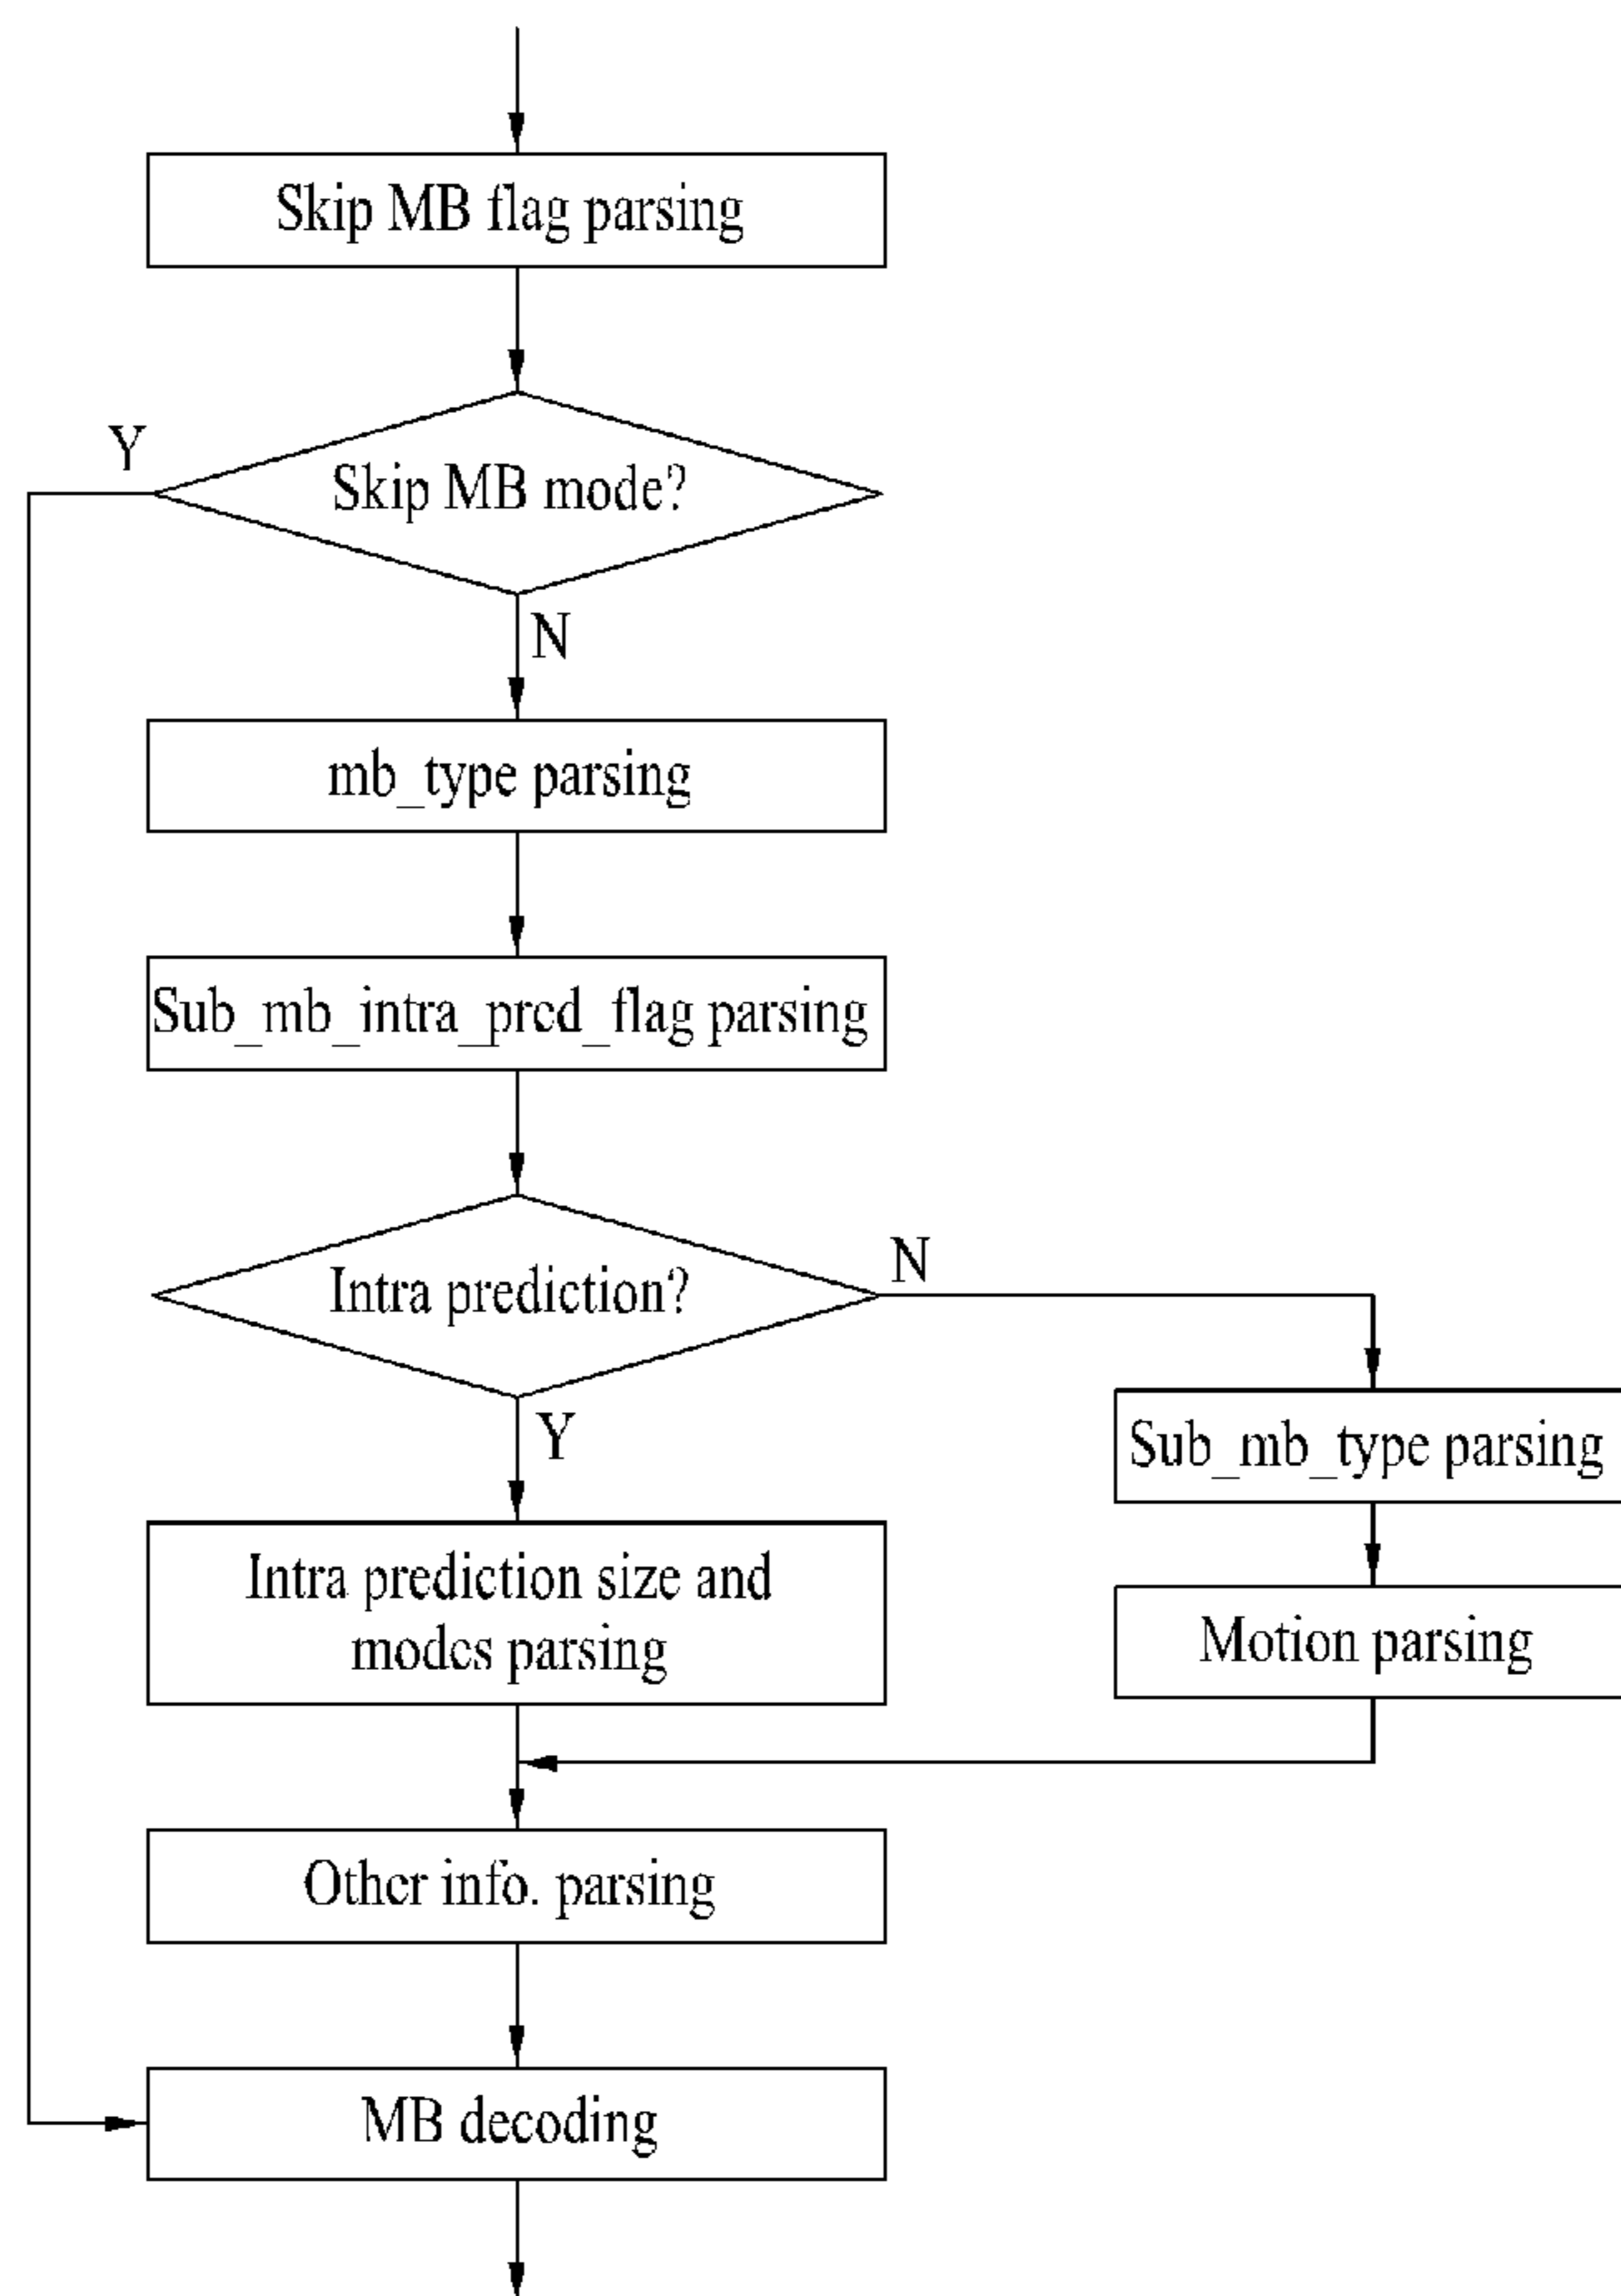 Skip MB flag parsing
Y
Skip MB mode?
N
mb_type parsing
Sub_mb_intra_pred_flag parsing
Intra prediction?
N
Y
Sub_mb_type parsing
Intra prediction size and
modes parsing
Motion parsing
Other info. parsing
MB decoding